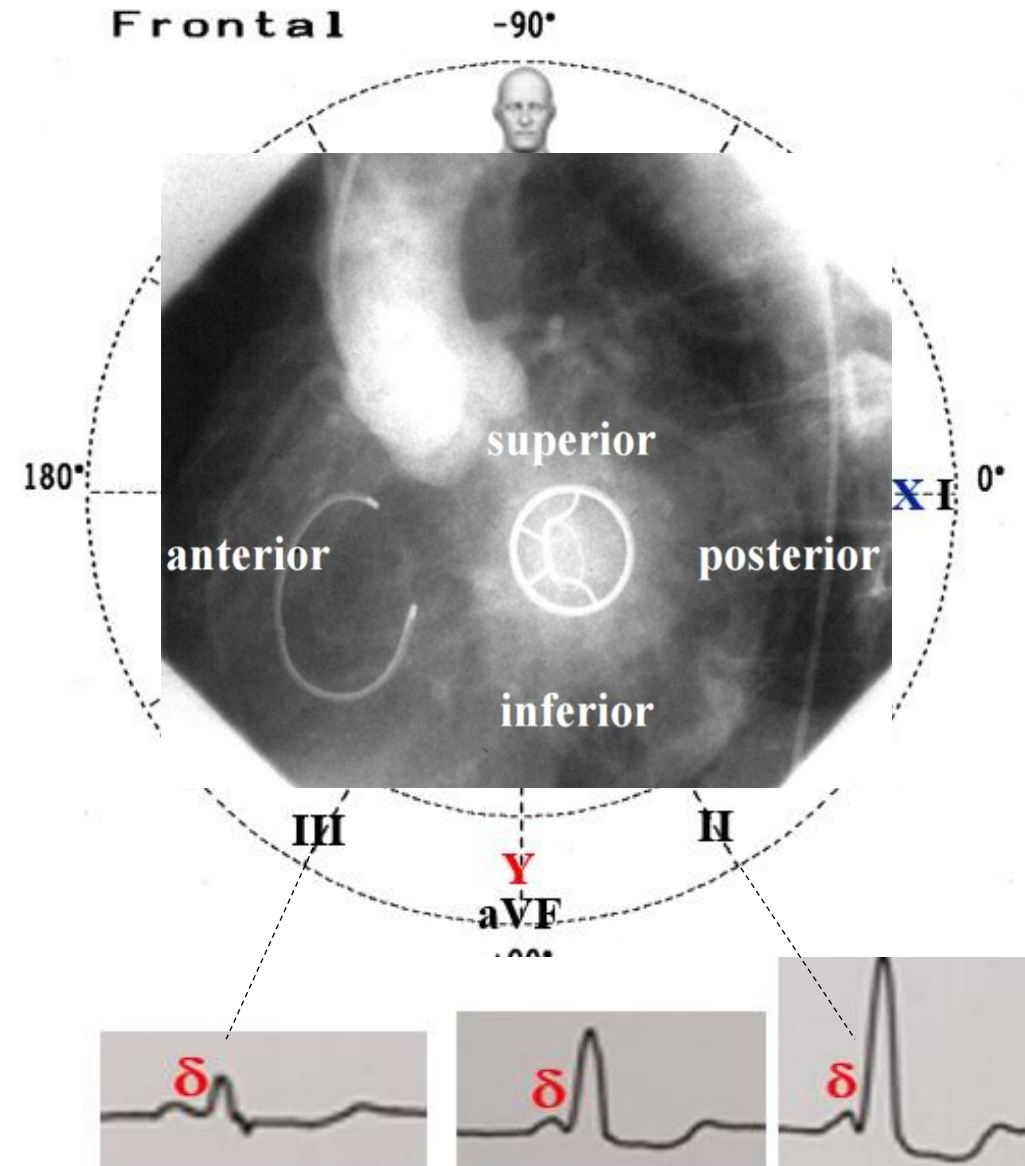 Frontal
-90°
superior
180°
X I
0°
anterior
posterior
inferior
III
II
Y
aVF
δ
δ
δ